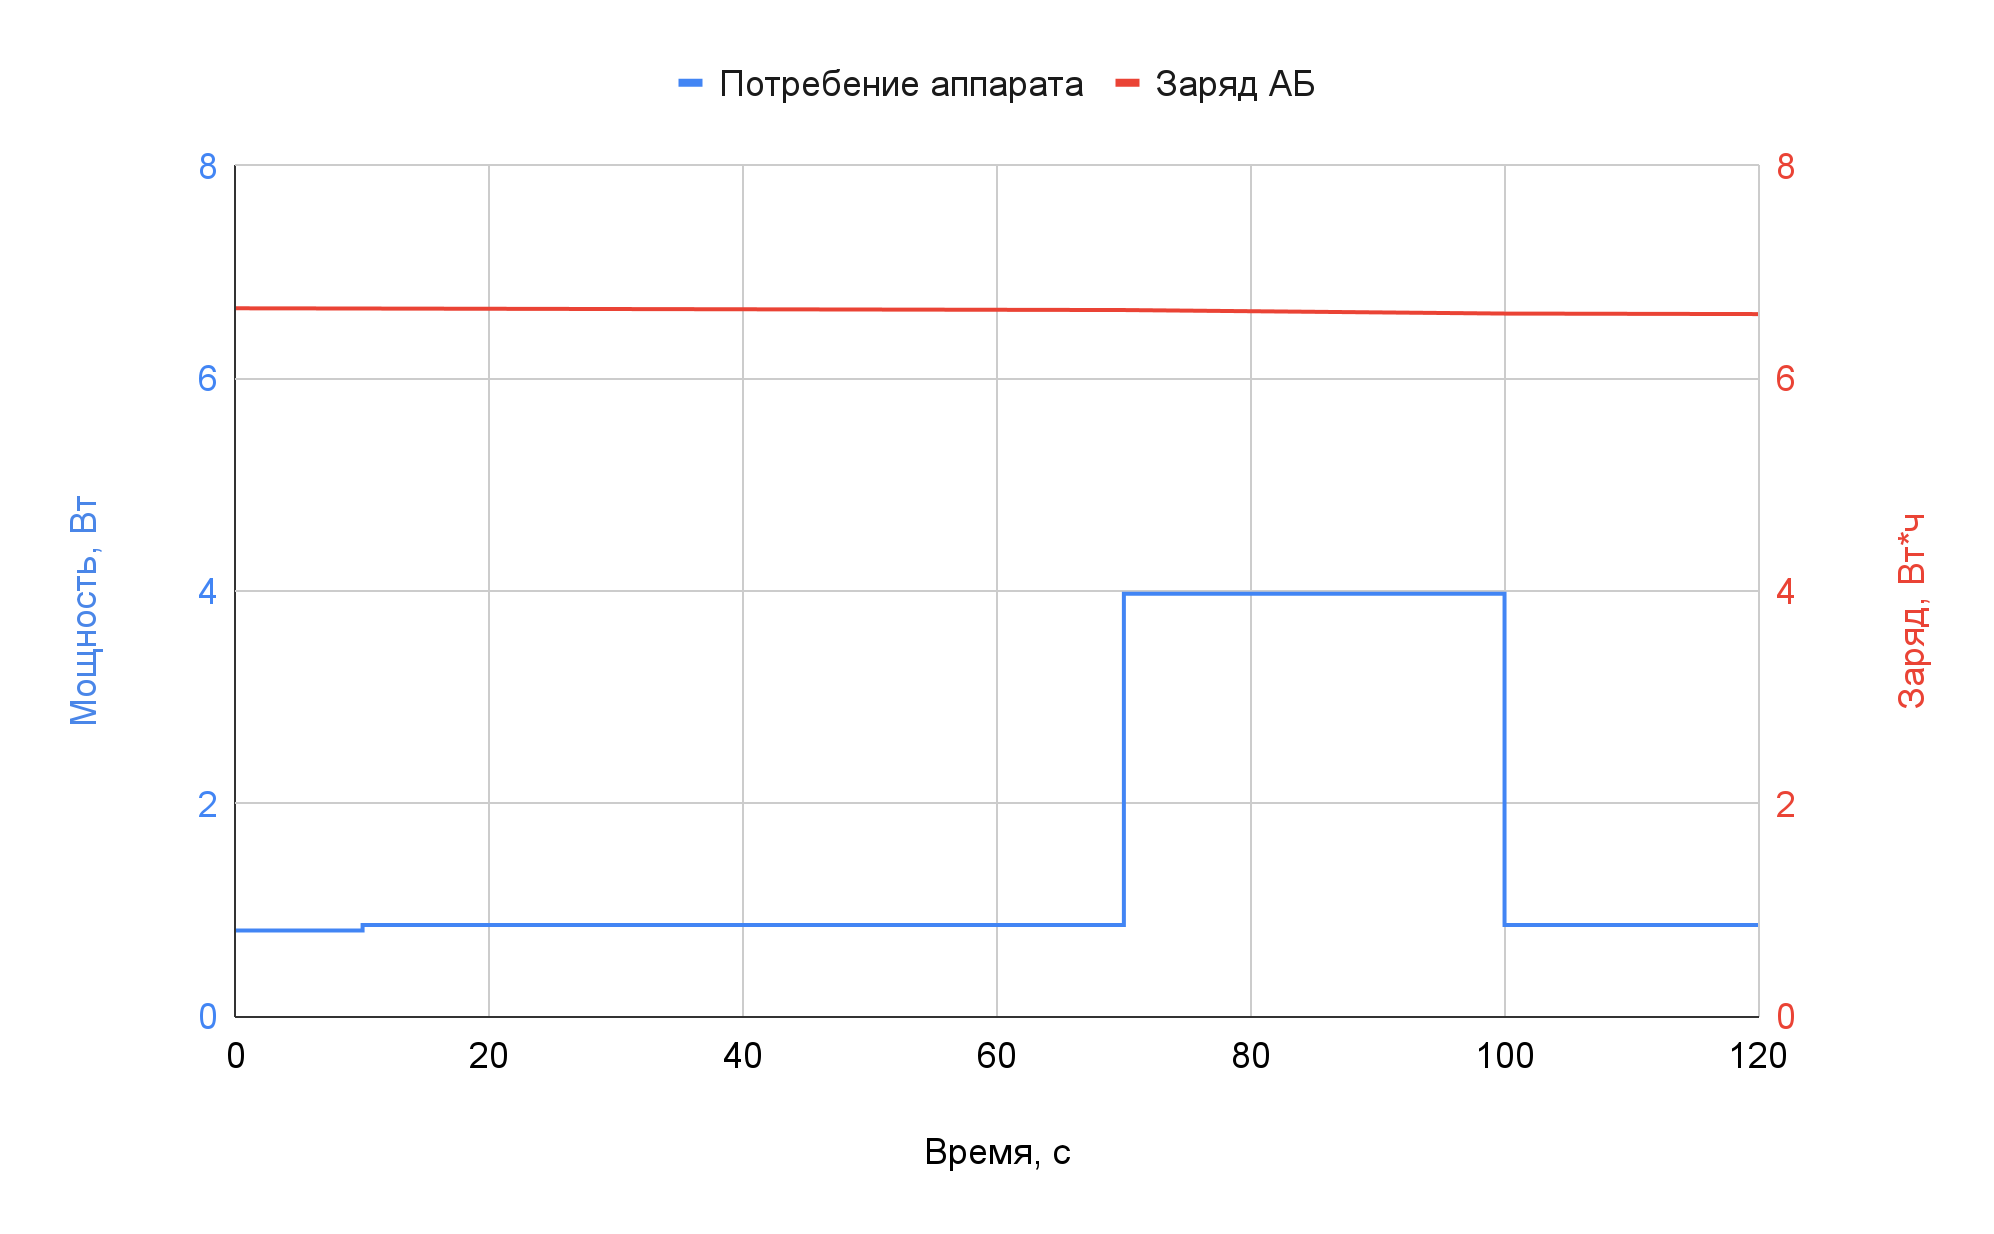 Потребение аппарата Заряд АБ
8 8
6 6
4 4
2 2
0 0
Мощность, Вт
Заряд, Вт*ч
0 20 40 60 80 100 120
Время, с